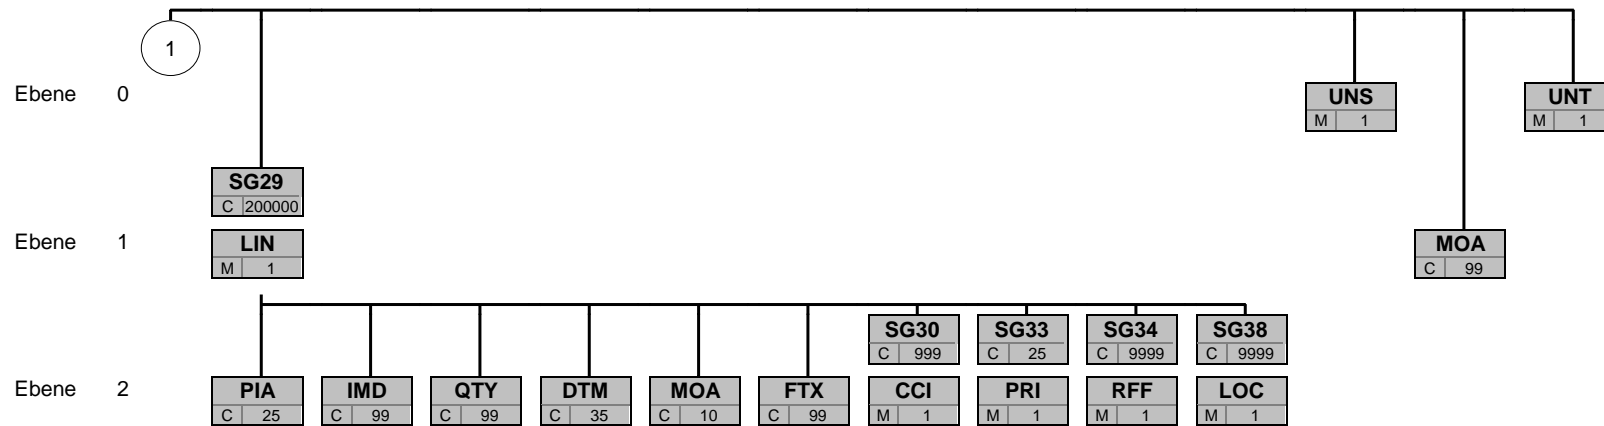 1
Ebene 0
UNS UNT
M 1 M 1
SG29
C 200000
Ebene 1
LIN MOA
M 1 C 99
SG30 SG33 SG34 SG38
C 999 C 25 C 9999 C 9999
Ebene 2
PIA IMD QTY DTM MOA FTX CCI PRI RFF LOC
C 25 C 99 C 99 C 35 C 10 C 99 M 1 M 1 M 1 M 1